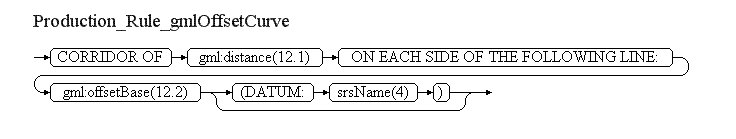 Production_Rule_gmlOffsetCurve
CORRIDOR OF gml:distance(12.1) ON EACH SIDE OF THE FOLLOWING LINE:
gml:offsetBase(12.2) (DATUM: srsName(4) )